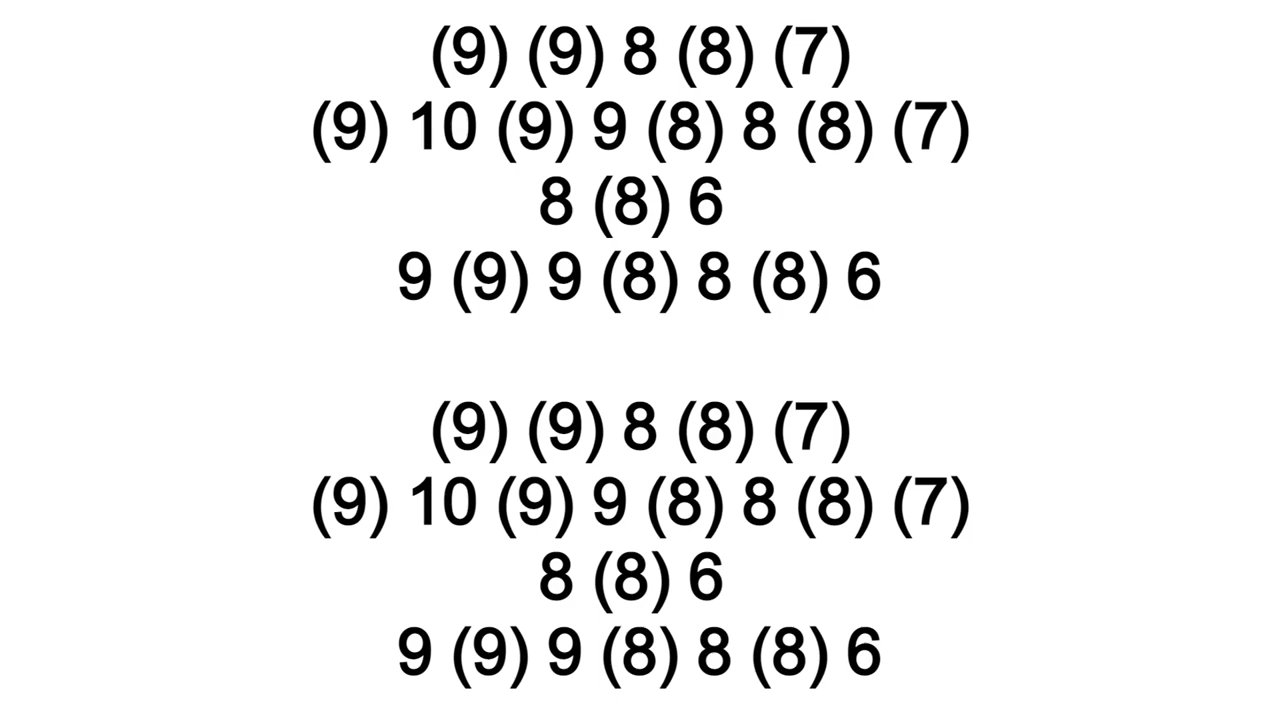 (9) (9) 8 (8) (7)
(9) 10 (9) 9 (8) 8 (8) (7)
8 (8) 6
9 (9) 9 (8) 8 (8) 6
(9) (9) 8 (8) (7)
(9) 10 (9) 9 (8) 8 (8) (7)
8 (8) 6
9 (9) 9 (8) 8 (8) 6